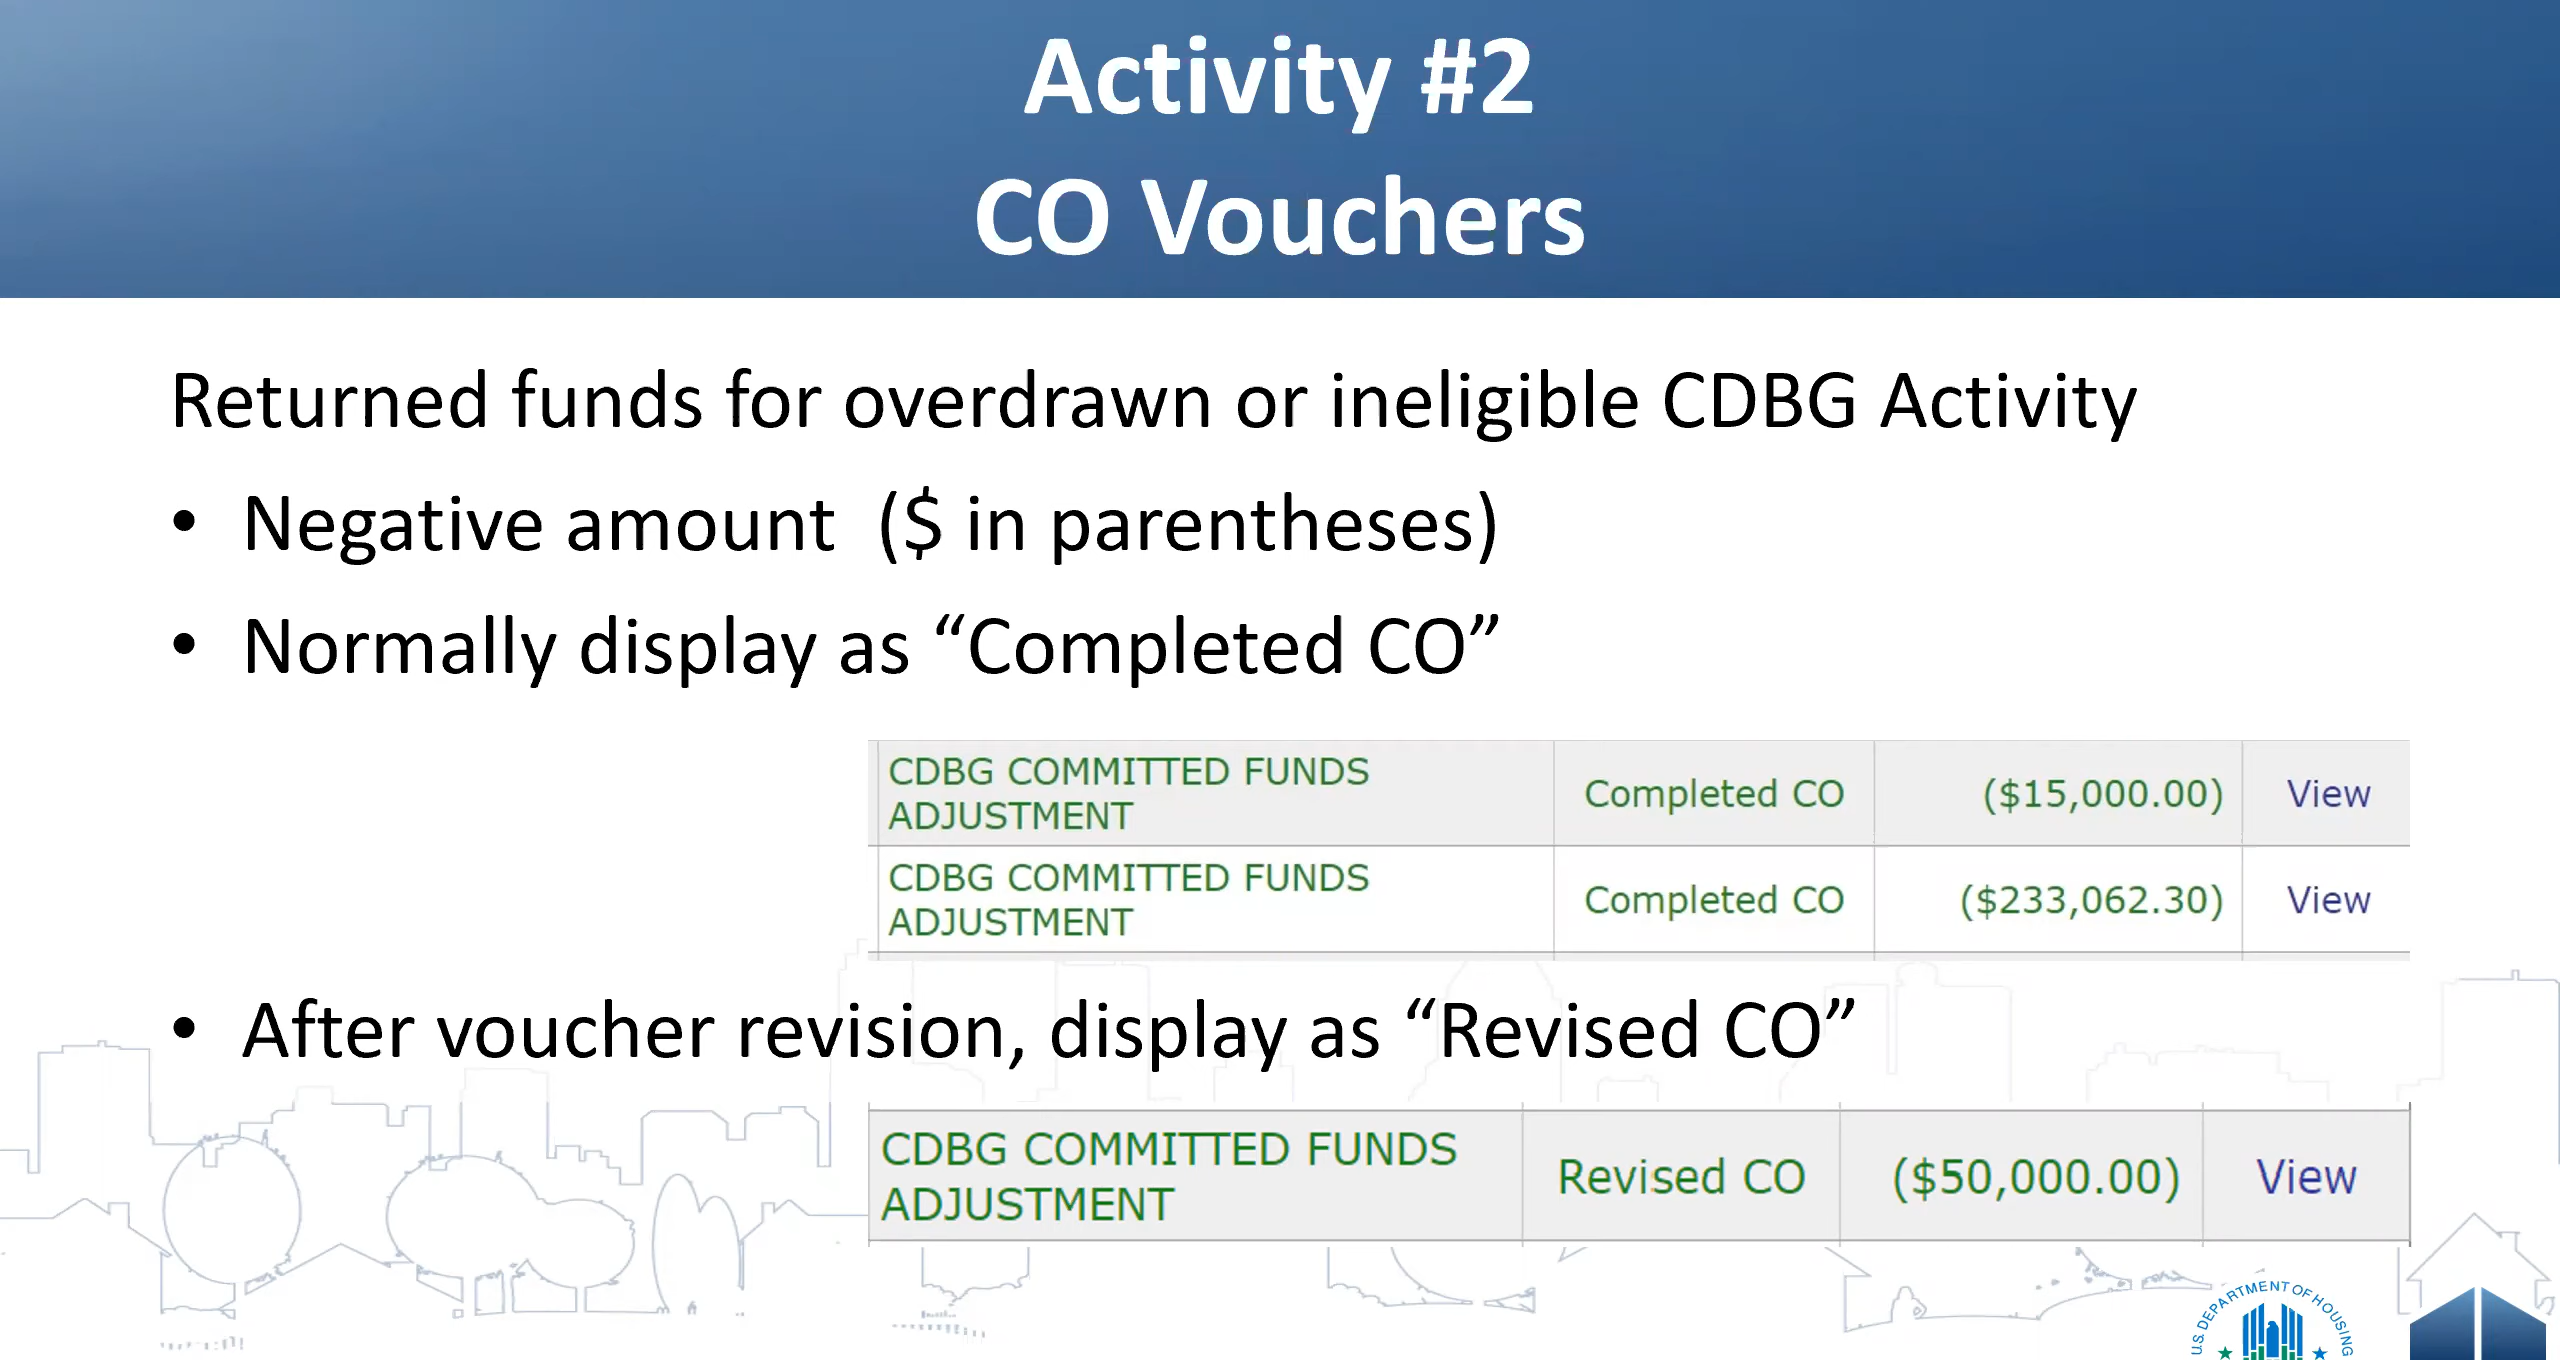 Activity #2
CO Vouchers
Returned funds for overdrawn or ineligible CDBG Activity
• Negative amount  ($ in parentheses)
• Normally display as “Completed CO”
CDBG COMMITTED FUNDS ADJUSTMENT Completed CO ($15,000.00) View
CDBG COMMITTED FUNDS ADJUSTMENT Completed CO ($233,062.30) View
• After voucher revision, display as “Revised CO”
CDBG COMMITTED FUNDS ADJUSTMENT Revised CO ($50,000.00) View
U.S. DEPARTMENT OF HOUSING